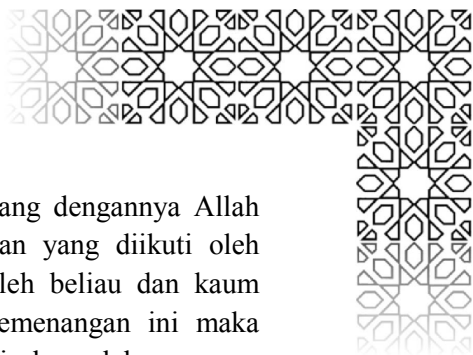 ang dengannya Allah
an yang diikuti oleh
leh beliau dan kaum
emenangan ini maka